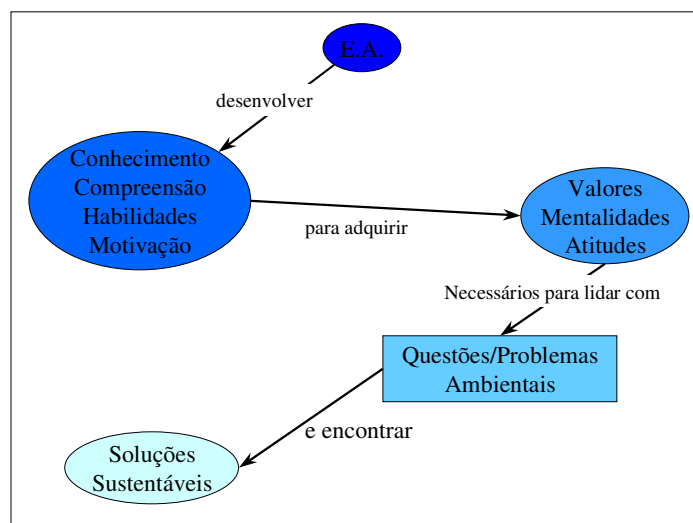 E.A.
desenvolver
Conhecimento
Compreensão
Habilidades
Motivação
para adquirir
Valores
Mentalidades
Atitudes
Necessários para lidar com
Questões/Problemas
Ambientais
e encontrar
Soluções
Sustentáveis